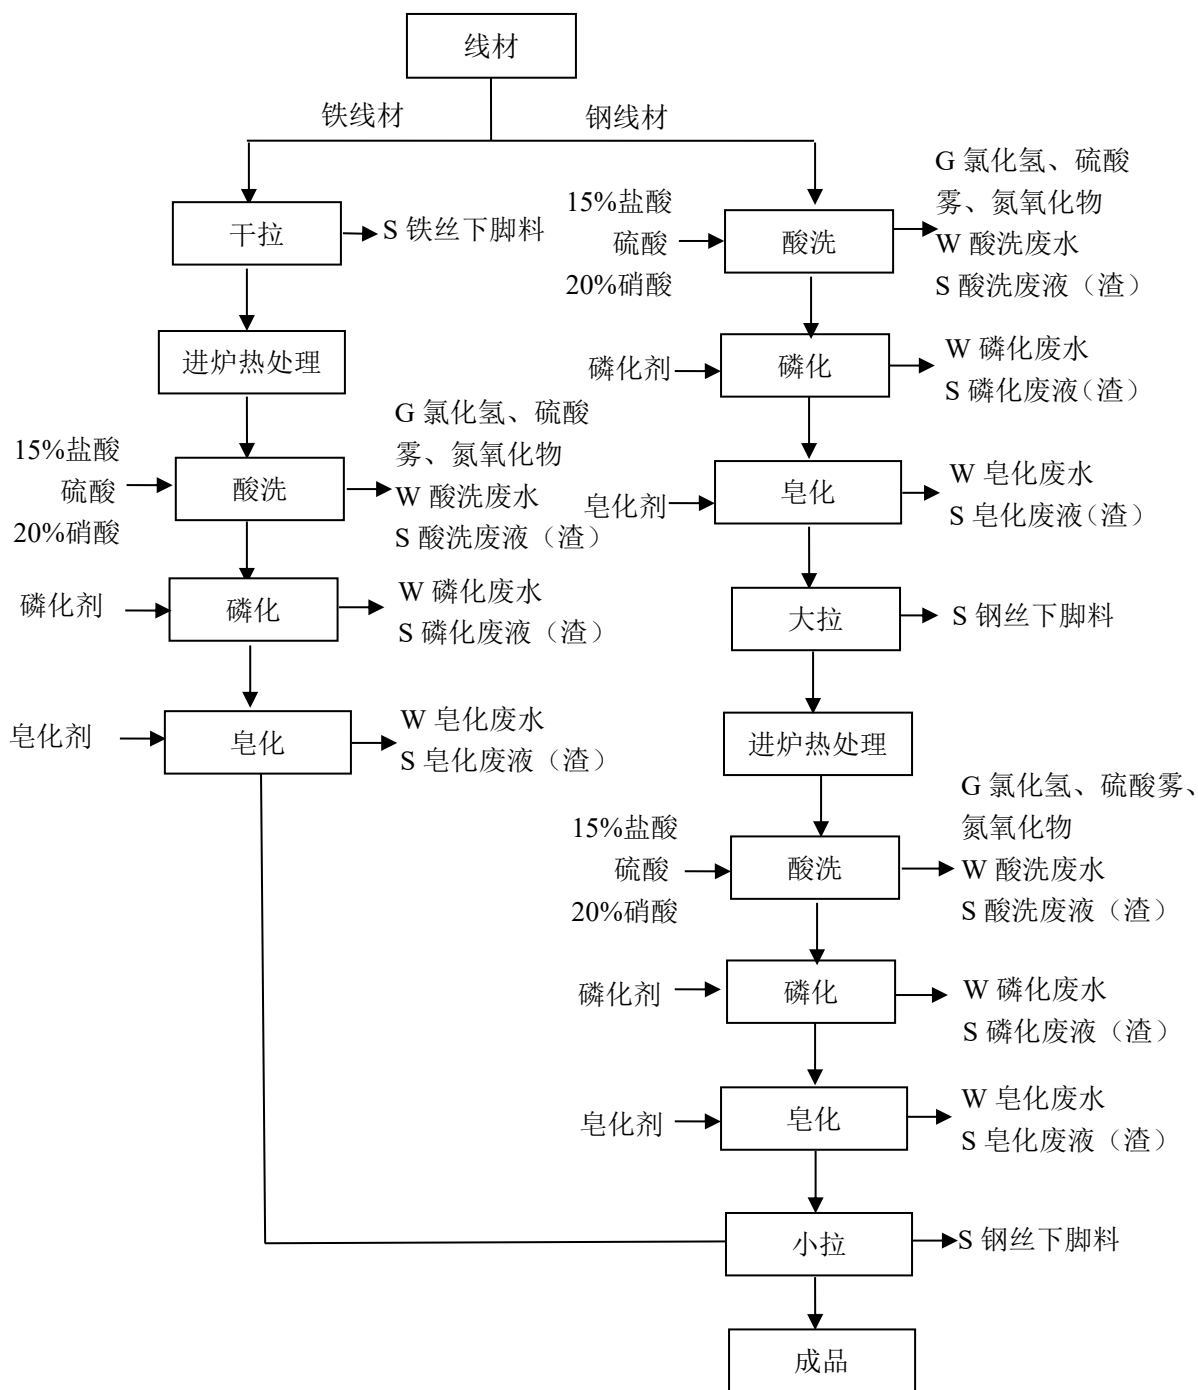 线材
铁线材
钢线材
干拉
S 铁丝下脚料
进炉热处理
15%盐酸
硫酸
20%硝酸
酸洗
G 氯化氢、硫酸
雾、氮氧化物
W 酸洗废水
S 酸洗废液（渣）
磷化剂
磷化
W 磷化废水
S 磷化废液（渣）
皂化剂
皂化
W 皂化废水
S 皂化废液（渣）
15%盐酸
硫酸
20%硝酸
酸洗
G 氯化氢、硫酸
雾、氮氧化物
W 酸洗废水
S 酸洗废液（渣）
磷化剂
磷化
W 磷化废水
S 磷化废液（渣）
皂化剂
皂化
W 皂化废水
S 皂化废液（渣）
大拉
S 钢丝下脚料
进炉热处理
15%盐酸
硫酸
20%硝酸
酸洗
G 氯化氢、硫酸雾、
氮氧化物
W 酸洗废水
S 酸洗废液（渣）
磷化剂
磷化
W 磷化废水
S 磷化废液（渣）
皂化剂
皂化
W 皂化废水
S 皂化废液（渣）
小拉
S 钢丝下脚料
成品